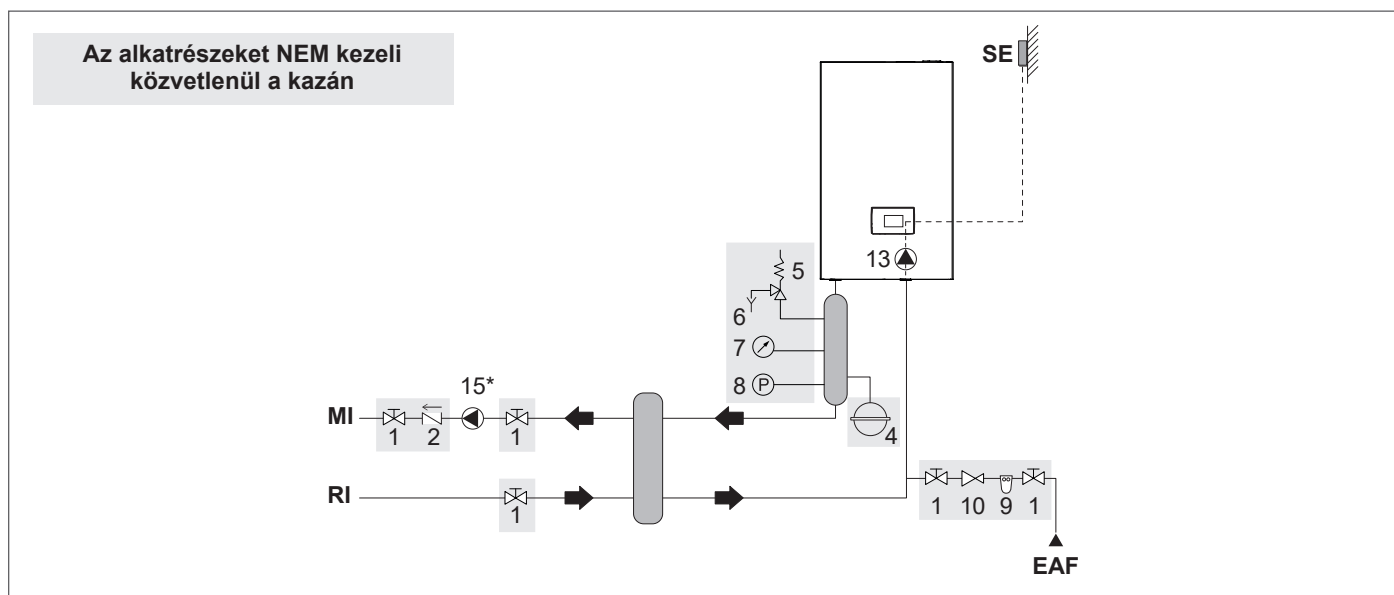 Az alkatrészeket NEM kezeli
közvetlenül a kazán
SE
13
5
6
7
8 P
4
15*
MI
1 2 1
RI
1
1 10 9 1
EAF